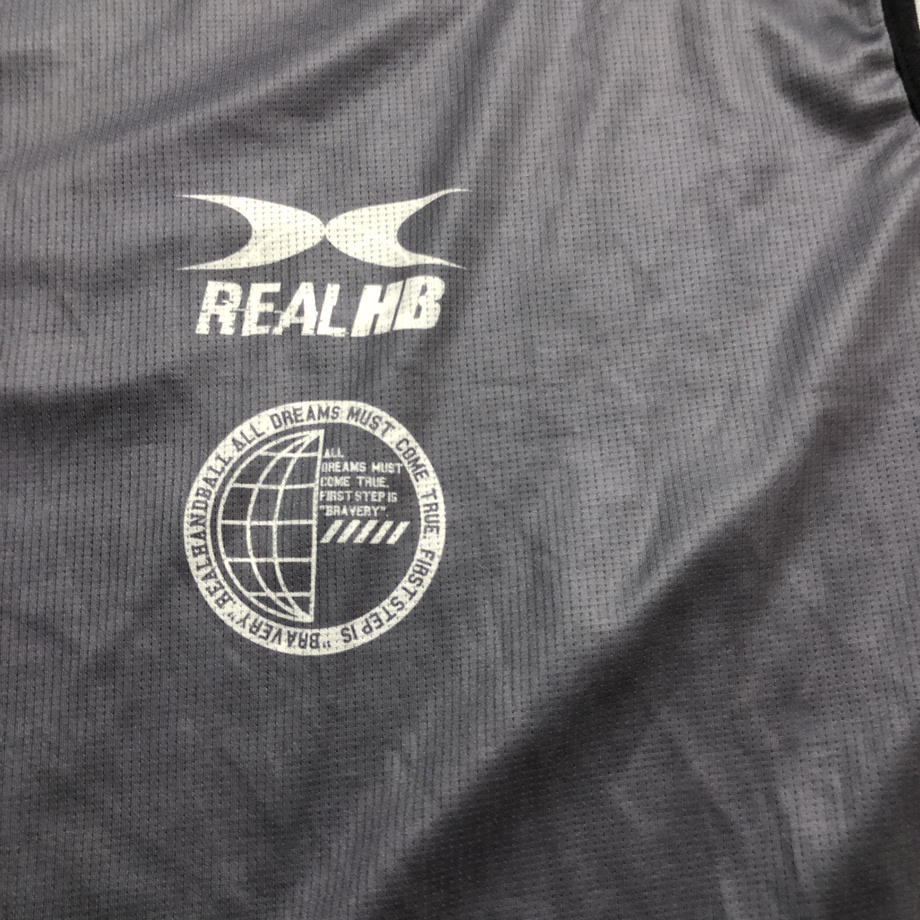 REALHB
ALL DREAMS MUST COME TRUE. FIRST STEP IS "BRAVERY". REALHANDBALL
ALL
DREAMS MUST
COME TRUE.
FIRST STEP IS
"BRAVERY".